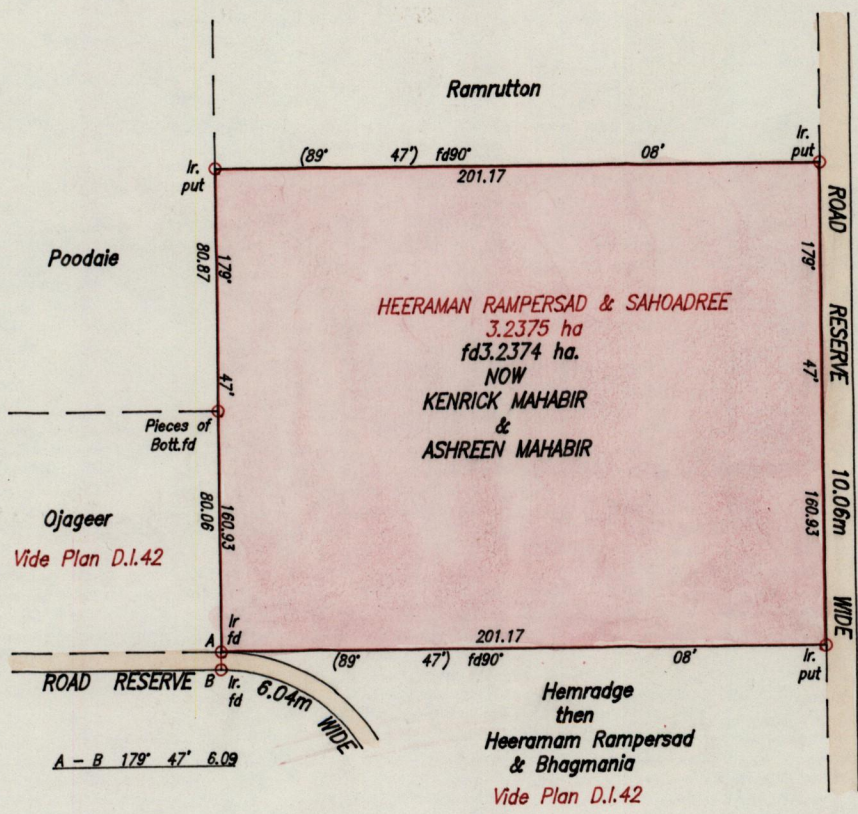 Ramrutton
Ir.
put
(89° 47') fd90° 08'
201.17
Ir.
put
Poodaie
80.87
179°
47'
HEERAMAN RAMPERSAD & SAHOADREE
3.2375 ha
fd3.2374 ha.
NOW
KENRICK MAHABIR
&
ASHREEN MAHABIR
179°
47'
160.93
ROAD RESERVE 10.06m WIDE
Pieces of
Bott.fd
Ojageer
Vide Plan D.I.42
80.06
160.93
Ir
fd
A
201.17
(89° 47') fd90° 08'
Ir.
put
ROAD RESERVE
B
Ir.
fd
6.04m WIDE
A - B 179° 47' 6.09
Hemradge
then
Heeramam Rampersad
& Bhagmania
Vide Plan D.I.42